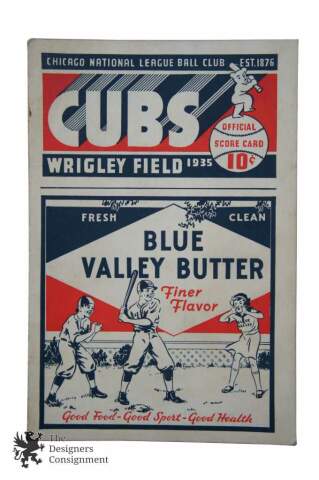 CHICAGO NATIONAL LEAGUE BALL CLUB EST. 1876
CUBS
OFFICIAL
SCORE CARD
10¢
WRIGLEY FIELD 1935
FRESH CLEAN
BLUE
VALLEY BUTTER
Finer
Flavor
Good Food - Good Sport - Good Health
The
Designers
Consignment